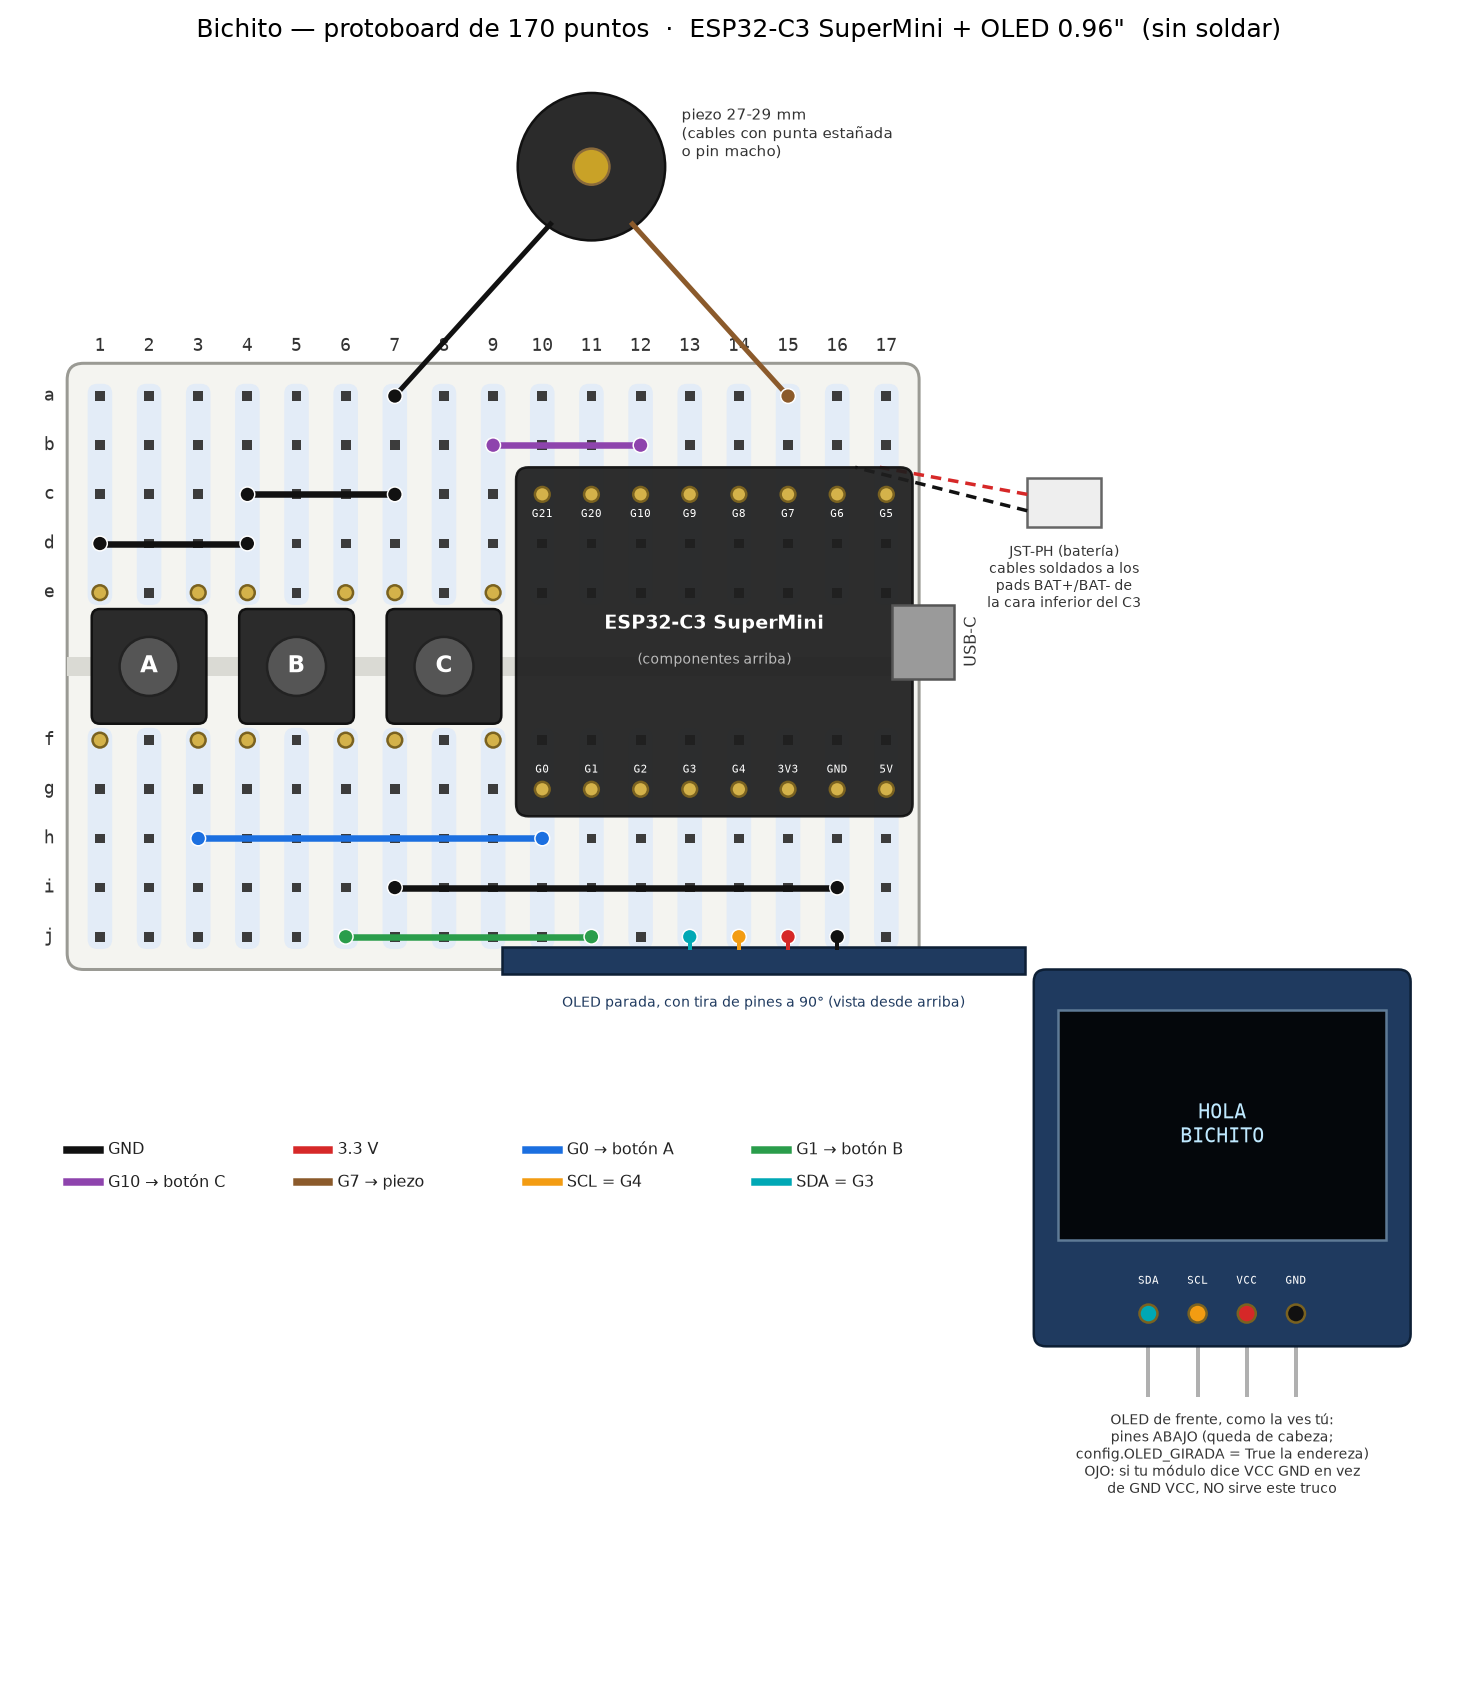 Bichito — protoboard de 170 puntos · ESP32-C3 SuperMini + OLED 0.96" (sin soldar)
piezo 27-29 mm
(cables con punta estañada
o pin macho)
1 2 3 4 5 6 7 8 9 10 11 12 13 14 15 16 17
a
b
c
G21 G20 G10 G9 G8 G7 G6 G5
d
e
JST-PH (batería)
cables soldados a los
pads BAT+/BAT- de
la cara inferior del C3
ESP32-C3 SuperMini
(componentes arriba)
USB-C
A B C
f
G0 G1 G2 G3 G4 3V3 GND 5V
g
h
i
j
OLED parada, con tira de pines a 90° (vista desde arriba)
HOLA
BICHITO
GND 3.3 V G0 → botón A G1 → botón B
G10 → botón C G7 → piezo SCL = G4 SDA = G3
SDA SCL VCC GND
OLED de frente, como la ves tú:
pines ABAJO (queda de cabeza;
config.OLED_GIRADA = True la endereza)
OJO: si tu módulo dice VCC GND en vez
de GND VCC, NO sirve este truco